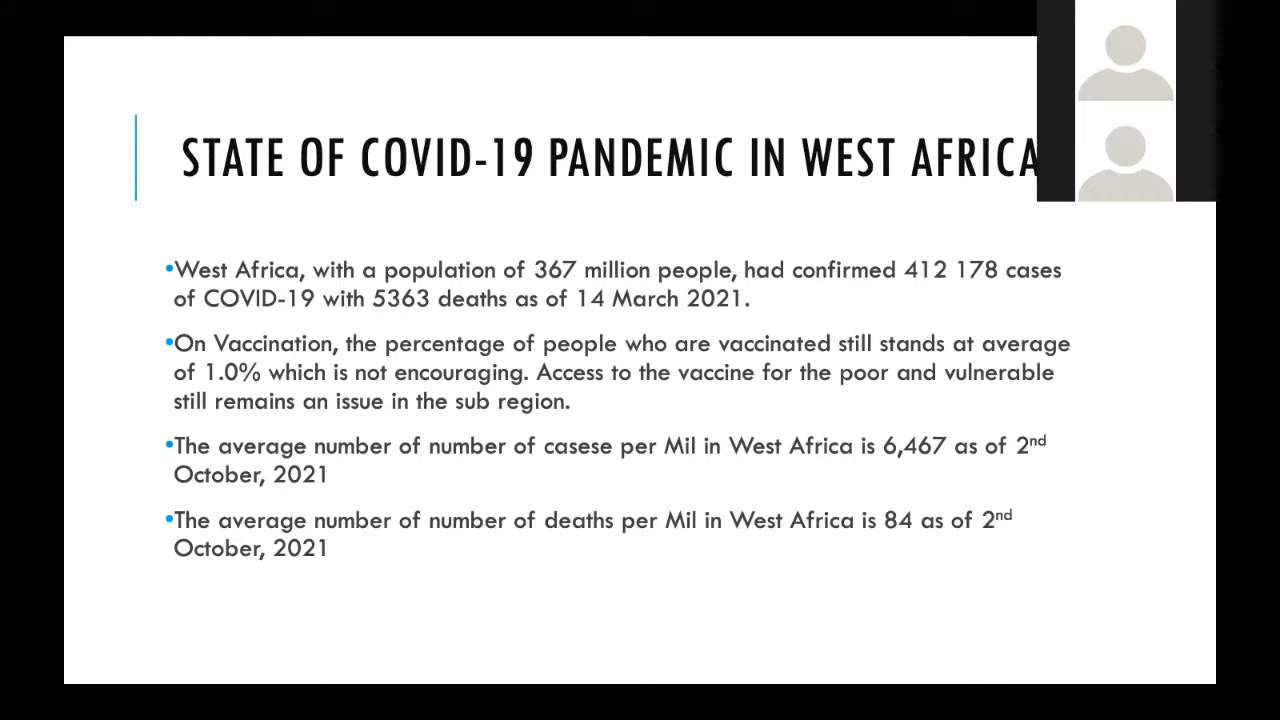 STATE OF COVID-19 PANDEMIC IN WEST AFRICA
•West Africa, with a population of 367 million people, had confirmed 412 178 cases
of COVID-19 with 5363 deaths as of 14 March 2021.
•On Vaccination, the percentage of people who are vaccinated still stands at average
of 1.0% which is not encouraging. Access to the vaccine for the poor and vulnerable
still remains an issue in the sub region.
•The average number of number of casese per Mil in West Africa is 6,467 as of 2nd
October, 2021
•The average number of number of deaths per Mil in West Africa is 84 as of 2nd
October, 2021